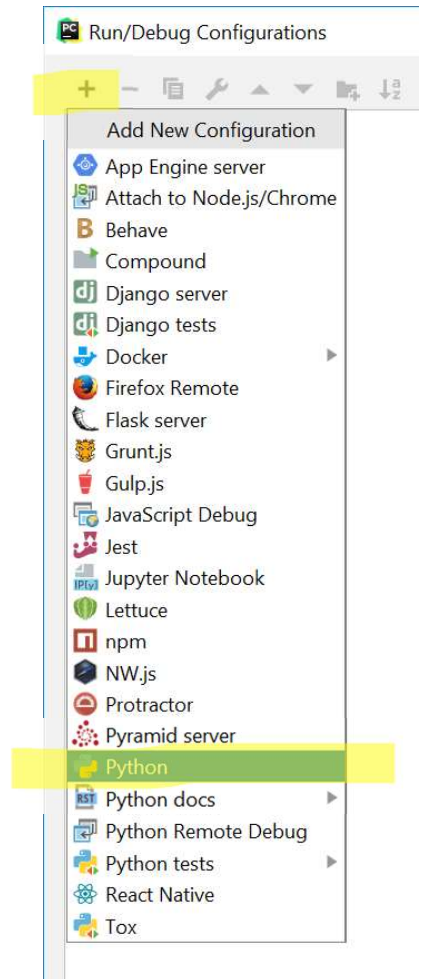 Run/Debug Configurations
Add New Configuration
App Engine server
Attach to Node.js/Chrome
Behave
Compound
Django server
Django tests
Docker
Firefox Remote
Flask server
Grunt.js
Gulp.js
JavaScript Debug
Jest
Jupyter Notebook
Lettuce
npm
NW.js
Protractor
Pyramid server
Python
Python docs
Python Remote Debug
Python tests
React Native
Tox